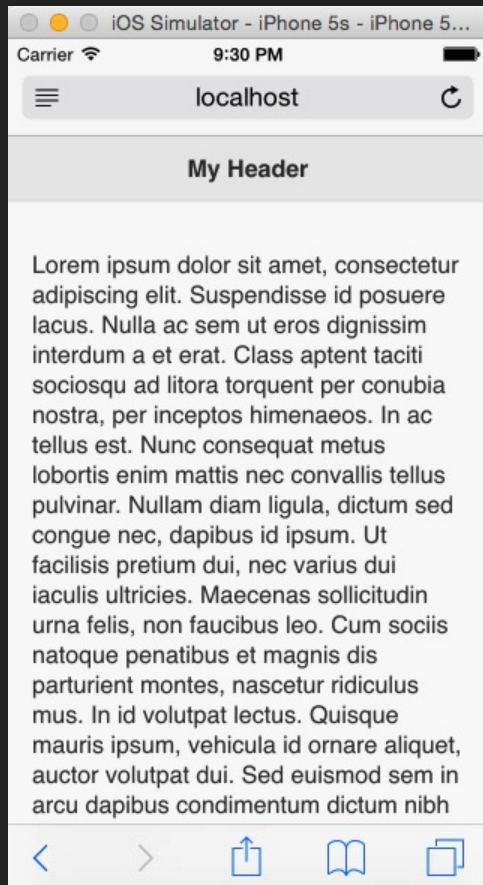 iOS Simulator - iPhone 5s - iPhone 5...
Carrier 9:30 PM
localhost
My Header
Lorem ipsum dolor sit amet, consectetur
adipiscing elit. Suspendisse id posuere
lacus. Nulla ac sem ut eros dignissim
interdum a et erat. Class aptent taciti
sociosqu ad litora torquent per conubia
nostra, per inceptos himenaeos. In ac
tellus est. Nunc consequat metus
lobortis enim mattis nec convallis tellus
pulvinar. Nullam diam ligula, dictum sed
congue nec, dapibus id ipsum. Ut
facilisis pretium dui, nec varius dui
iaculis ultricies. Maecenas sollicitudin
urna felis, non faucibus leo. Cum sociis
natoque penatibus et magnis dis
parturient montes, nascetur ridiculus
mus. In id volutpat lectus. Quisque
mauris ipsum, vehicula id ornare aliquet,
auctor volutpat dui. Sed euismod sem in
arcu dapibus condimentum dictum nibh